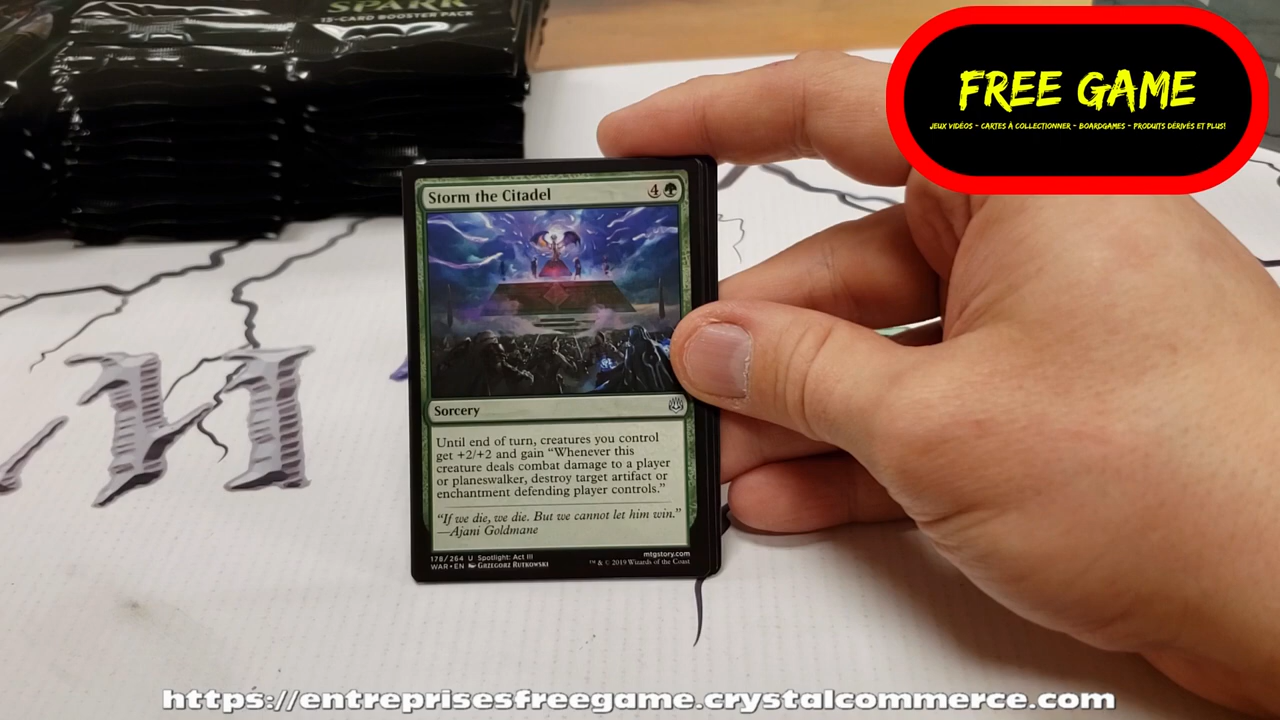 SPARK
15-CARD BOOSTER PACK
FREE GAME
JEUX VIDÉOS - CARTES À COLLECTIONNER - BOARDGAMES - PRODUITS DÉRIVÉS ET PLUS!
Storm the Citadel 4
Sorcery
Until end of turn, creatures you control
get +2/+2 and gain “Whenever this
creature deals combat damage to a player
or planeswalker, destroy target artifact or
enchantment defending player controls.”
“If we die, we die. But we cannot let him win.”
—Ajani Goldmane
178/264 U Spotlight: Act III mtgstory.com
WAR • EN Grzegorz Rutkowski ™ & © 2019 Wizards of the Coast
https://entreprisesfreegame.crystalcommerce.com